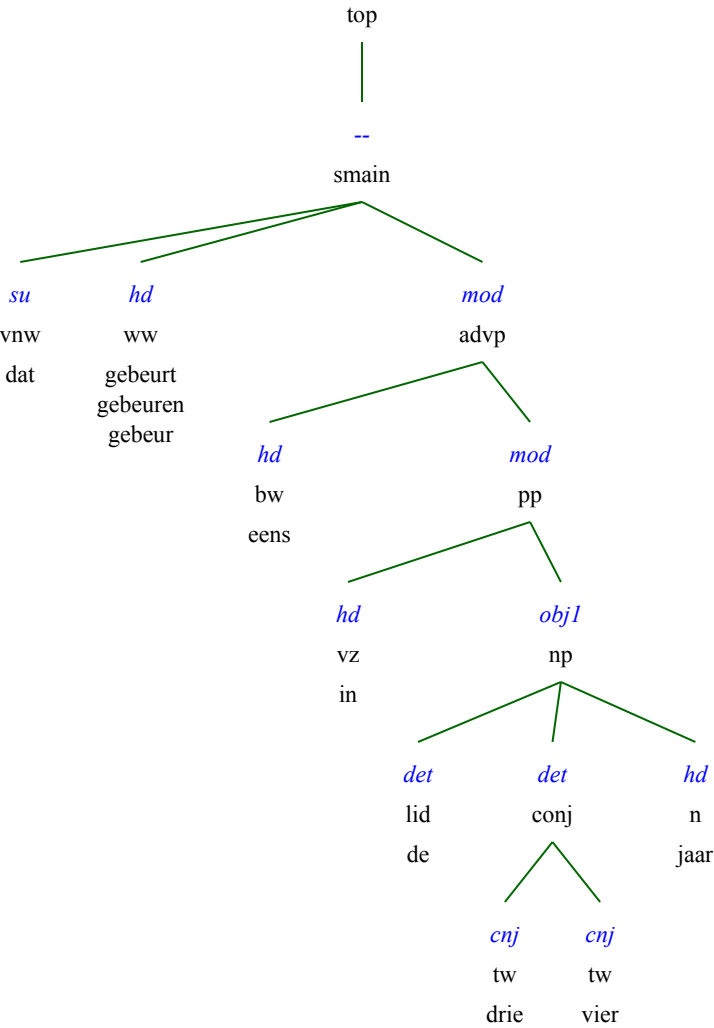 top
--
smain
su hd mod
vnw ww advp
dat gebeurt
gebeuren
gebeur
hd mod
bw pp
eens
hd obj1
vz np
in
det det hd
lid conj n
de jaar
cnj cnj
tw tw
drie vier